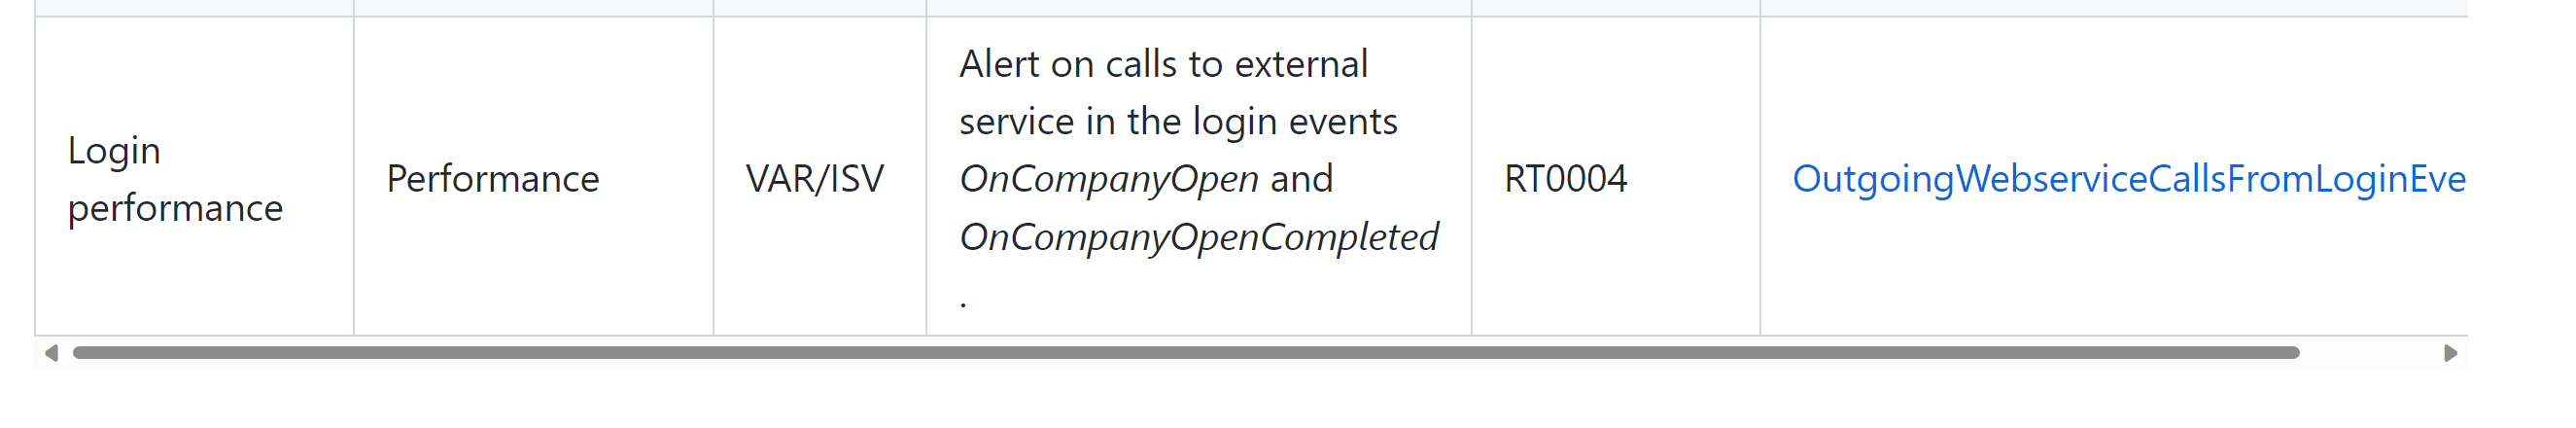 Login
performance
Performance
VAR/ISV
Alert on calls to external
service in the login events
OnCompanyOpen and
OnCompanyOpenCompleted
.
RT0004
OutgoingWebserviceCallsFromLoginEve